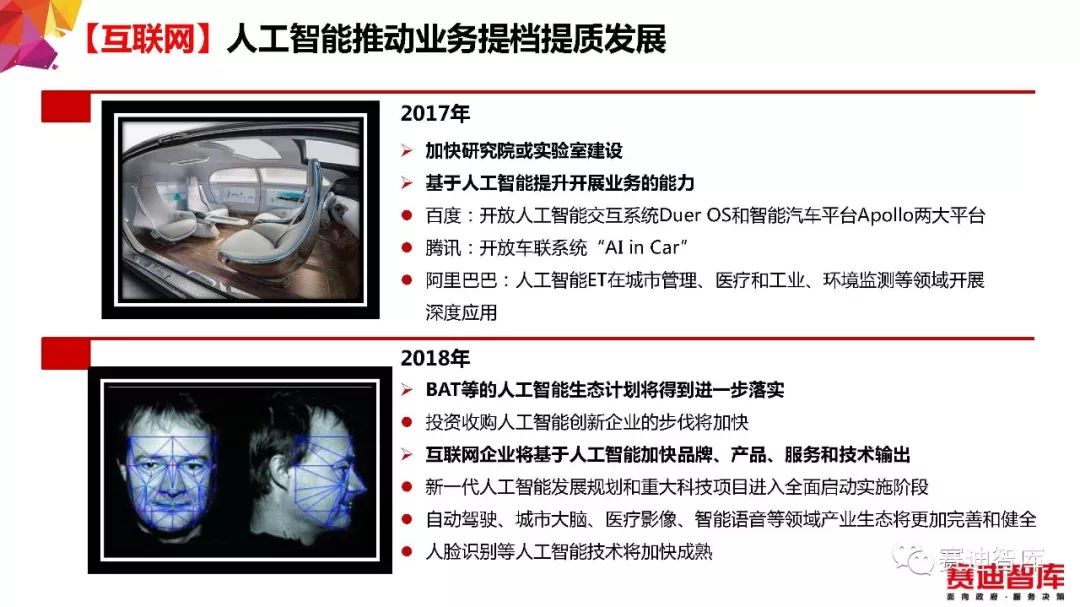 【互联网】人工智能推动业务提档提质发展
2017年
加快研究院或实验室建设
基于人工智能提升开展业务的能力
百度：开放人工智能交互系统Duer OS和智能汽车平台Apollo两大平台
腾讯：开放车联系统“AI in Car”
阿里巴巴：人工智能ET在城市管理、医疗和工业、环境监测等领域开展
深度应用
2018年
BAT等的人工智能生态计划将得到进一步落实
投资收购人工智能创新企业的步伐将加快
互联网企业将基于人工智能加快品牌、产品、服务和技术输出
新一代人工智能发展规划和重大科技项目进入全面启动实施阶段
自动驾驶、城市大脑、医疗影像、智能语音等领域产业生态将更加完善和健全
人脸识别等人工智能技术将加快成熟
赛迪智库
赛迪智库
面向政府·服务决策